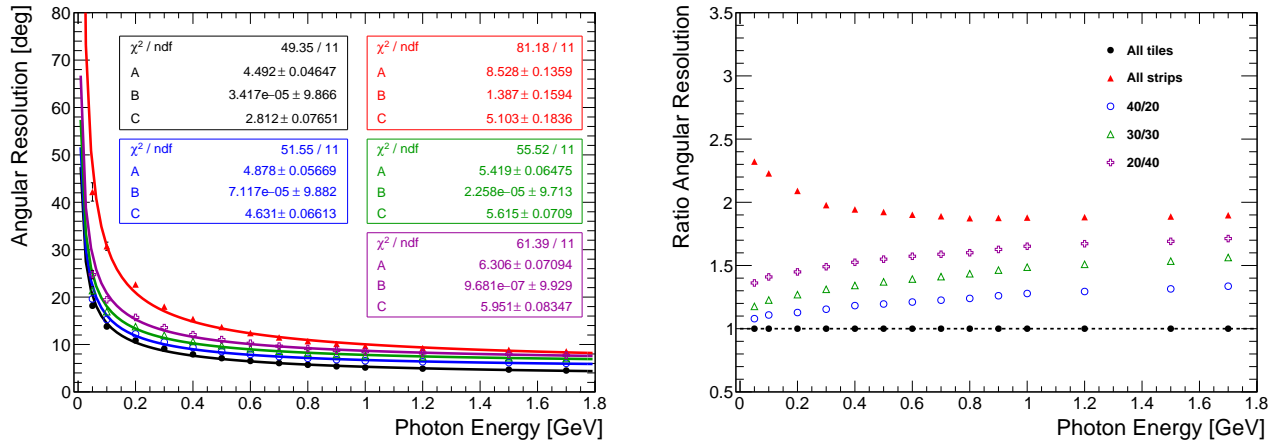 Angular Resolution [deg]
80
70
60
50
40
30
20
10
0
χ² / ndf 49.35 / 11
A 4.492± 0.04647
B 3.417e−05 ± 9.866
C 2.812± 0.07651
χ² / ndf 81.18 / 11
A 8.528± 0.1359
B 1.387± 0.1594
C 5.103± 0.1836
χ² / ndf 51.55 / 11
A 4.878± 0.05669
B 7.117e−05 ± 9.882
C 4.631± 0.06613
χ² / ndf 55.52 / 11
A 5.419± 0.06475
B 2.258e−05 ± 9.713
C 5.615± 0.0709
χ² / ndf 61.39 / 11
A 6.306± 0.07094
B 9.681e−07 ± 9.929
C 5.951± 0.08347
0 0.2 0.4 0.6 0.8 1 1.2 1.4 1.6 1.8
Photon Energy [GeV]
Ratio Angular Resolution
3.5
3
2.5
2
1.5
1
0.5
All tiles
All strips
40/20
30/30
20/40
0 0.2 0.4 0.6 0.8 1 1.2 1.4 1.6 1.8
Photon Energy [GeV]